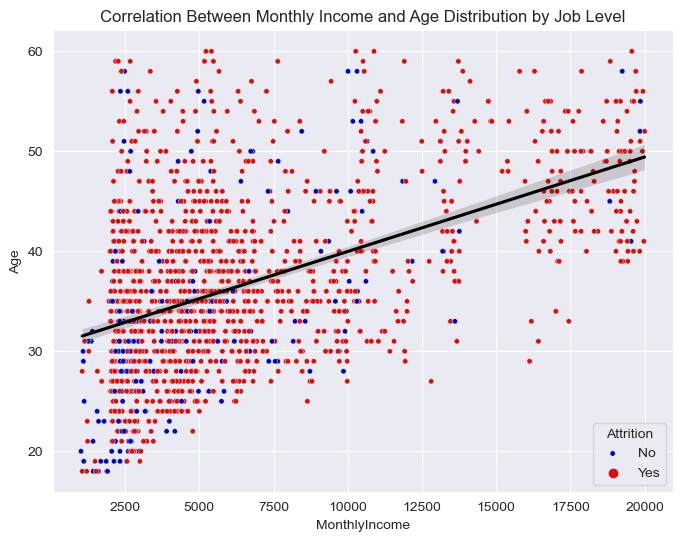 Correlation Between Monthly Income and Age Distribution by Job Level
60
50
40
30
20
Age
2500
5000
7500
10000
12500
15000
17500
20000
MonthlyIncome
Attrition
No
Yes